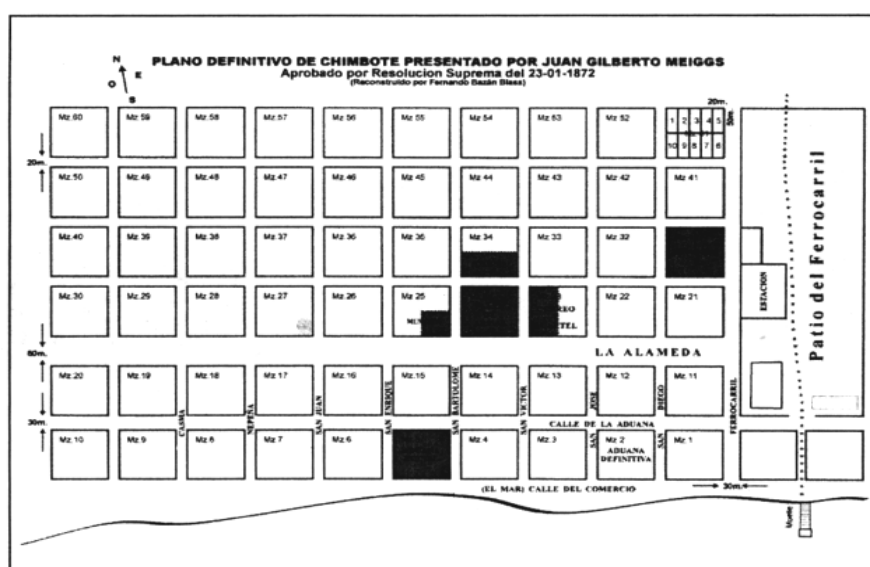 PLANO DEFINITIVO DE CHIMBOTE PRESENTADO POR JUAN GILBERTO MEIGGS
Aprobado por Resolucion Suprema del 23-01-1872
(Reconstruido por Fernando Bazán Blass)
N
E
O
S
20m.
50m.
Mz.60 Mz.59 Mz.58 Mz.57 Mz.56 Mz.55 Mz.54 Mz.53 Mz.52
1 2 3 4 5
10 9 8 7 6
20m.
Mz.50 Mz.49 Mz.48 Mz.47 Mz.46 Mz.45 Mz.44 Mz.43 Mz.42 Mz.41
Mz.40 Mz.39 Mz.38 Mz.37 Mz.36 Mz.35 Mz.34 Mz.33 Mz.32
Mz.30 Mz.29 Mz.28 Mz.27 Mz.26 Mz.25 Mz.22 Mz.21
ESTACION
Patio del Ferrocarril
LA ALAMEDA
60m.
Mz.20 Mz.19 Mz.18 Mz.17 Mz.16 Mz.15 Mz.14 Mz.13 Mz.12 Mz.11
CASMA
NEPEÑA
SAN JUAN
SAN ENRIQUE
SAN BARTOLOME
SAN VICTOR
SAN JOSE
SAN DIEGO
FERROCARRIL
CALLE DE LA ADUANA
30m.
Mz.10 Mz.9 Mz.8 Mz.7 Mz.6 Mz.4 Mz.3 Mz.2 Mz.1
ADUANA
DEFINITIVA
(EL MAR) CALLE DEL COMERCIO
30m.
Muelle